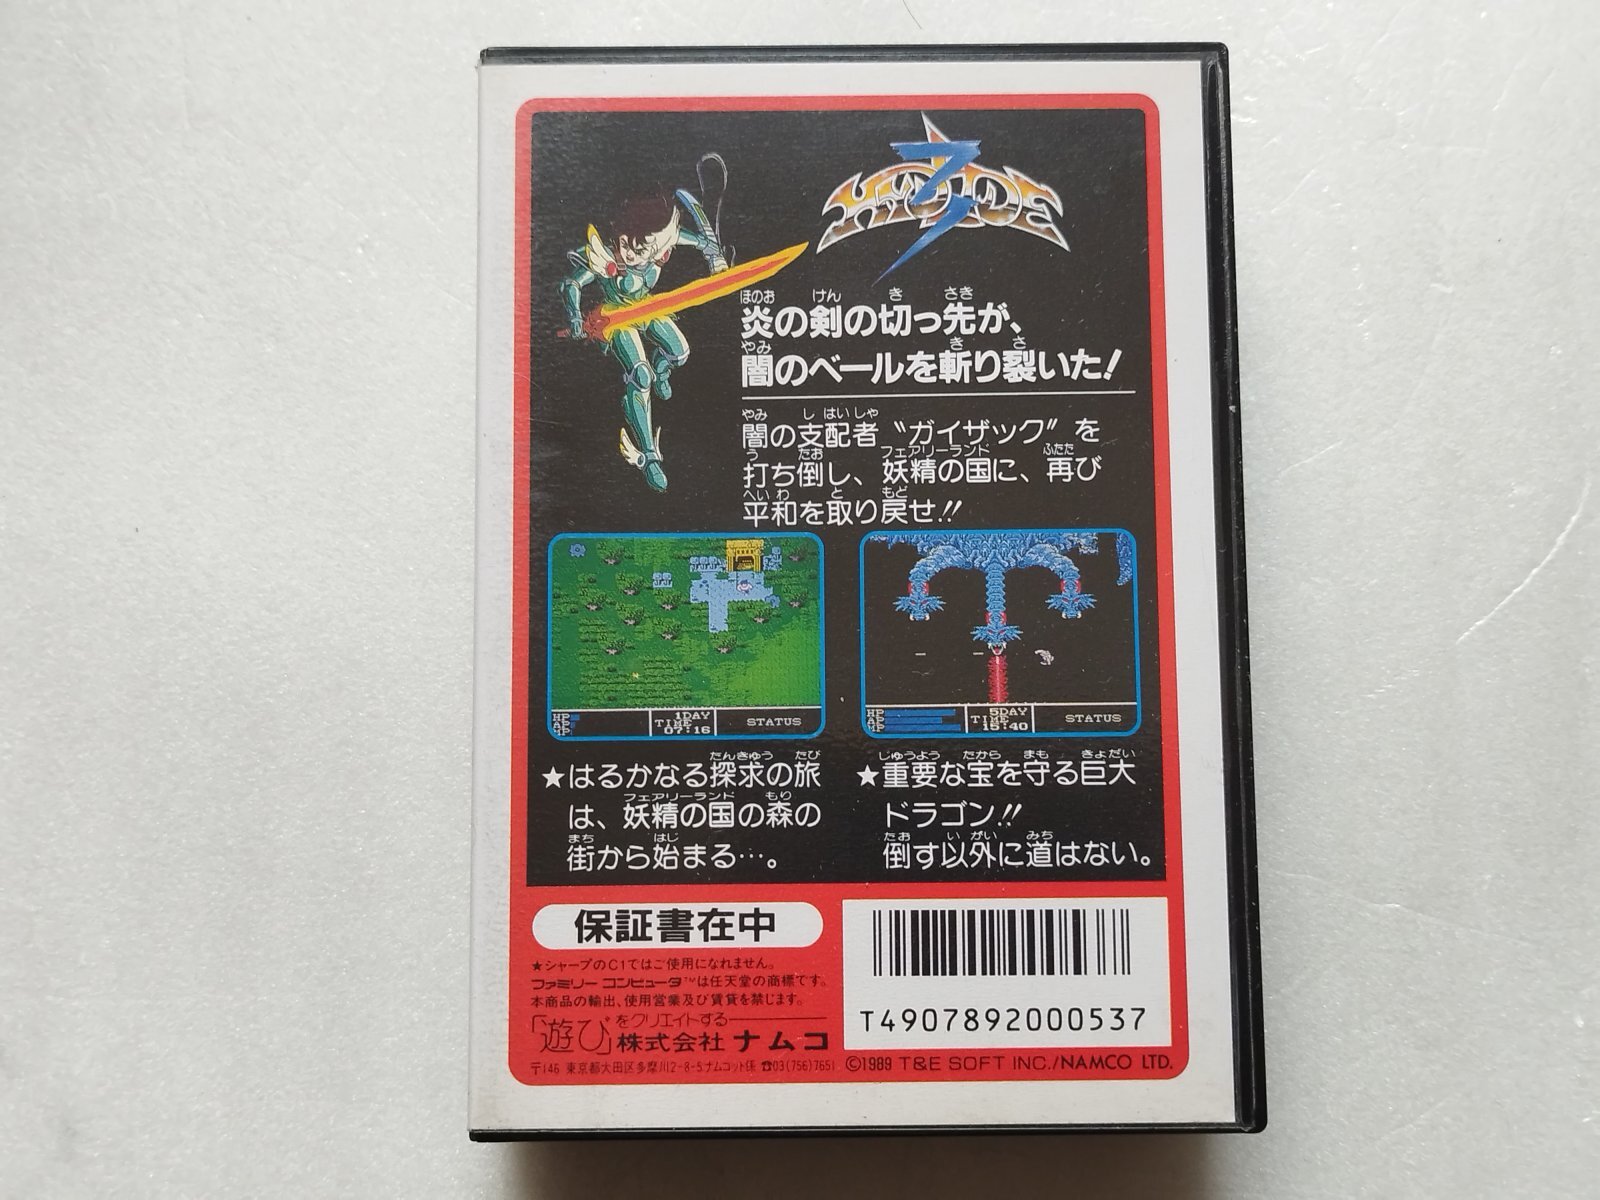 HYDLIDE 3
炎の剣の切っ先が、
闇のベールを斬り裂いた!
闇の支配者〝ガイザック〞を
打ち倒し、妖精の国に、再び
平和を取り戻せ!!
HP
AP
MP
1DAY
TIME
07:16
STATUS
HP
AP
MP
5DAY
TIME
15:40
STATUS
★はるかなる探求の旅
は、妖精の国の森の
街から始まる…。
★重要な宝を守る巨大
ドラゴン!!
倒す以外に道はない。
保証書在中
★シャープのC1ではご使用になれません。
ファミリーコンピュータ™は任天堂の商標です。
本商品の輸出、使用営業及び賃貸を禁じます。
「遊び」をクリエイトする
株式会社ナムコ
〒146 東京都大田区多摩川2-8-5ナムコット係 ☎03(756)7651
T4907892000537
©1989 T&E SOFT INC./NAMCO LTD.